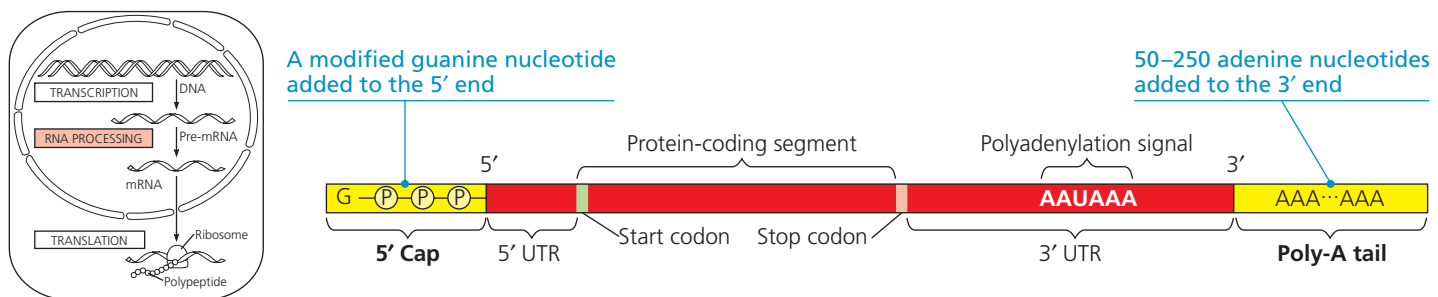 TRANSCRIPTION
DNA
RNA PROCESSING
Pre-mRNA
mRNA
TRANSLATION
Ribosome
Polypeptide
A modified guanine nucleotide
added to the 5′ end
50–250 adenine nucleotides
added to the 3′ end
Protein-coding segment
Polyadenylation signal
5′
3′
G P P P
AAUAAA
AAA···AAA
Start codon
Stop codon
5′ Cap
5′ UTR
3′ UTR
Poly-A tail